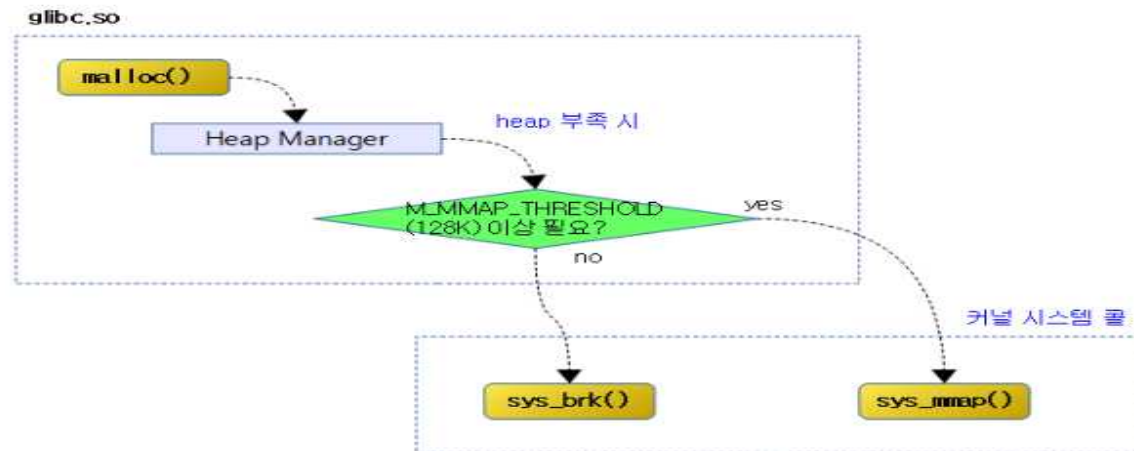 glibc.so
malloc()
Heap Manager
heap 부족 시
M_MMAP_THRESHOLD
(128K) 이상 필요?
yes
no
커널 시스템 콜
sys_brk()
sys_mmap()